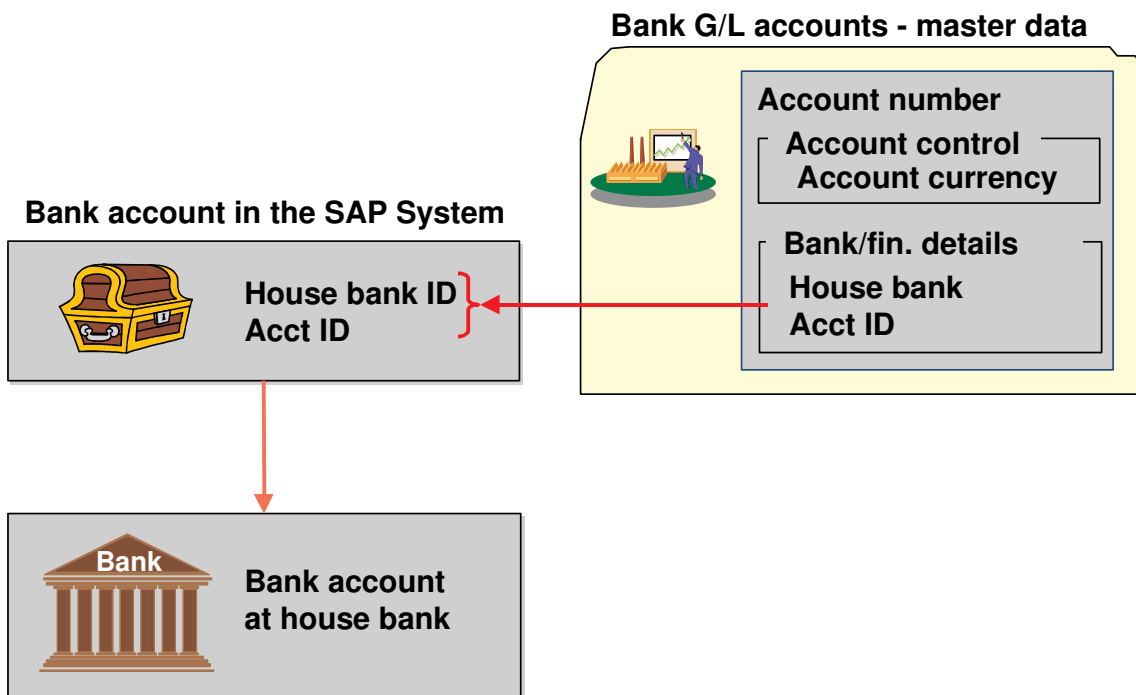 Bank G/L accounts - master data
Account number
Account control
Account currency
Bank/fin. details
House bank
Acct ID
Bank account in the SAP System
House bank ID
Acct ID
Bank
Bank account
at house bank